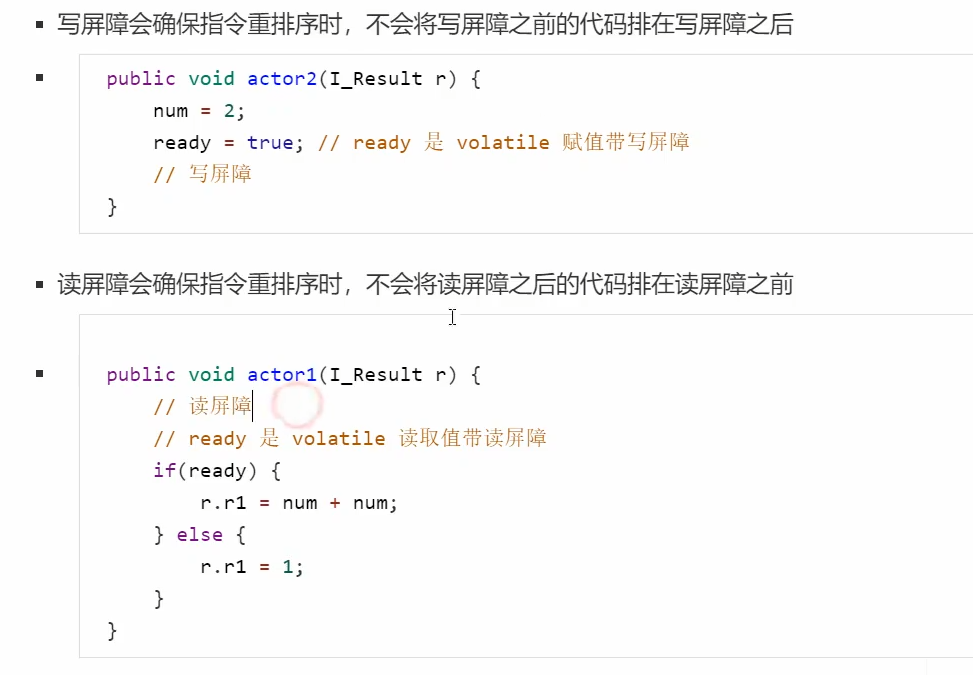 写屏障会确保指令重排序时，不会将写屏障之前的代码排在写屏障之后
public void actor2(I_Result r) {
num = 2;
ready = true; // ready 是 volatile 赋值带写屏障
// 写屏障
}
读屏障会确保指令重排序时，不会将读屏障之后的代码排在读屏障之前
public void actor1(I_Result r) {
// 读屏障
// ready 是 volatile 读取值带读屏障
if(ready) {
r.r1 = num + num;
} else {
r.r1 = 1;
}
}